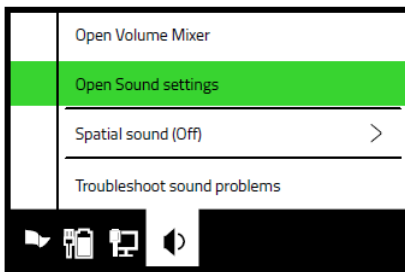 Open Volume Mixer
Open Sound settings
Spatial sound (Off)
Troubleshoot sound problems